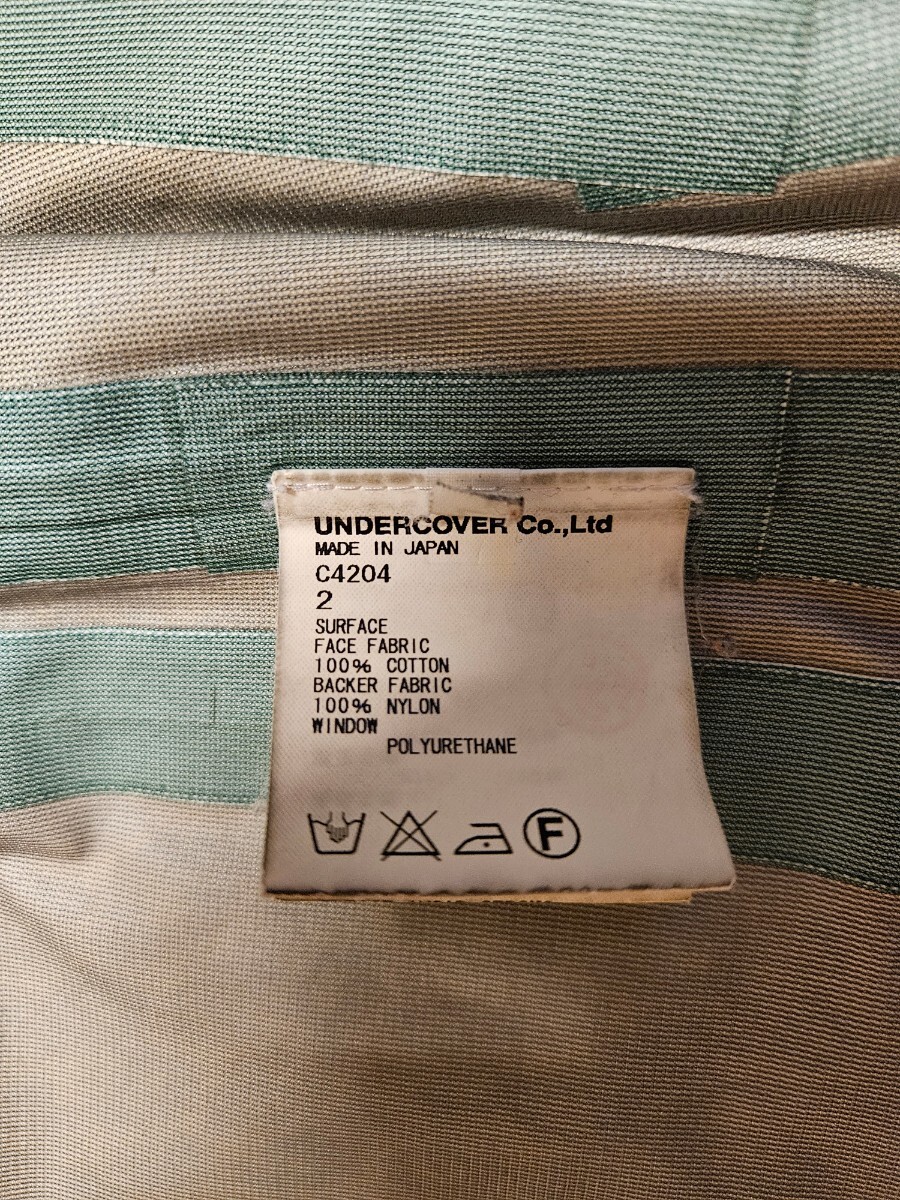 UNDERCOVER Co.,Ltd
MADE IN JAPAN
C4204
2
SURFACE
FACE FABRIC
100% COTTON
BACKER FABRIC
100% NYLON
WINDOW
POLYURETHANE
F